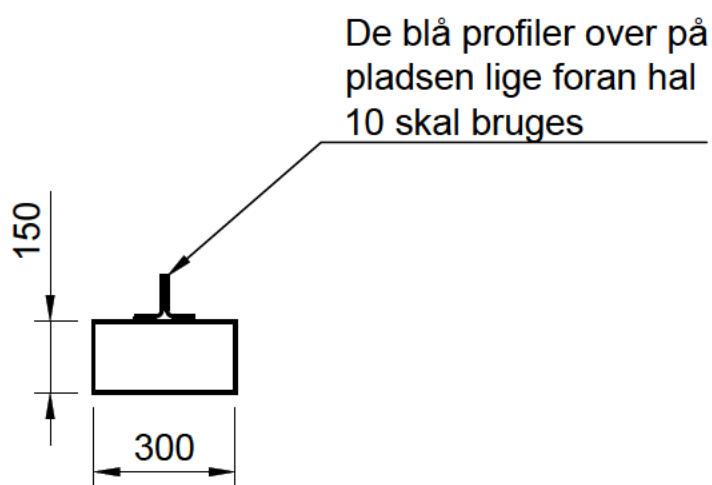 De blå profiler over på
pladsen lige foran hal
10 skal bruges
150
300